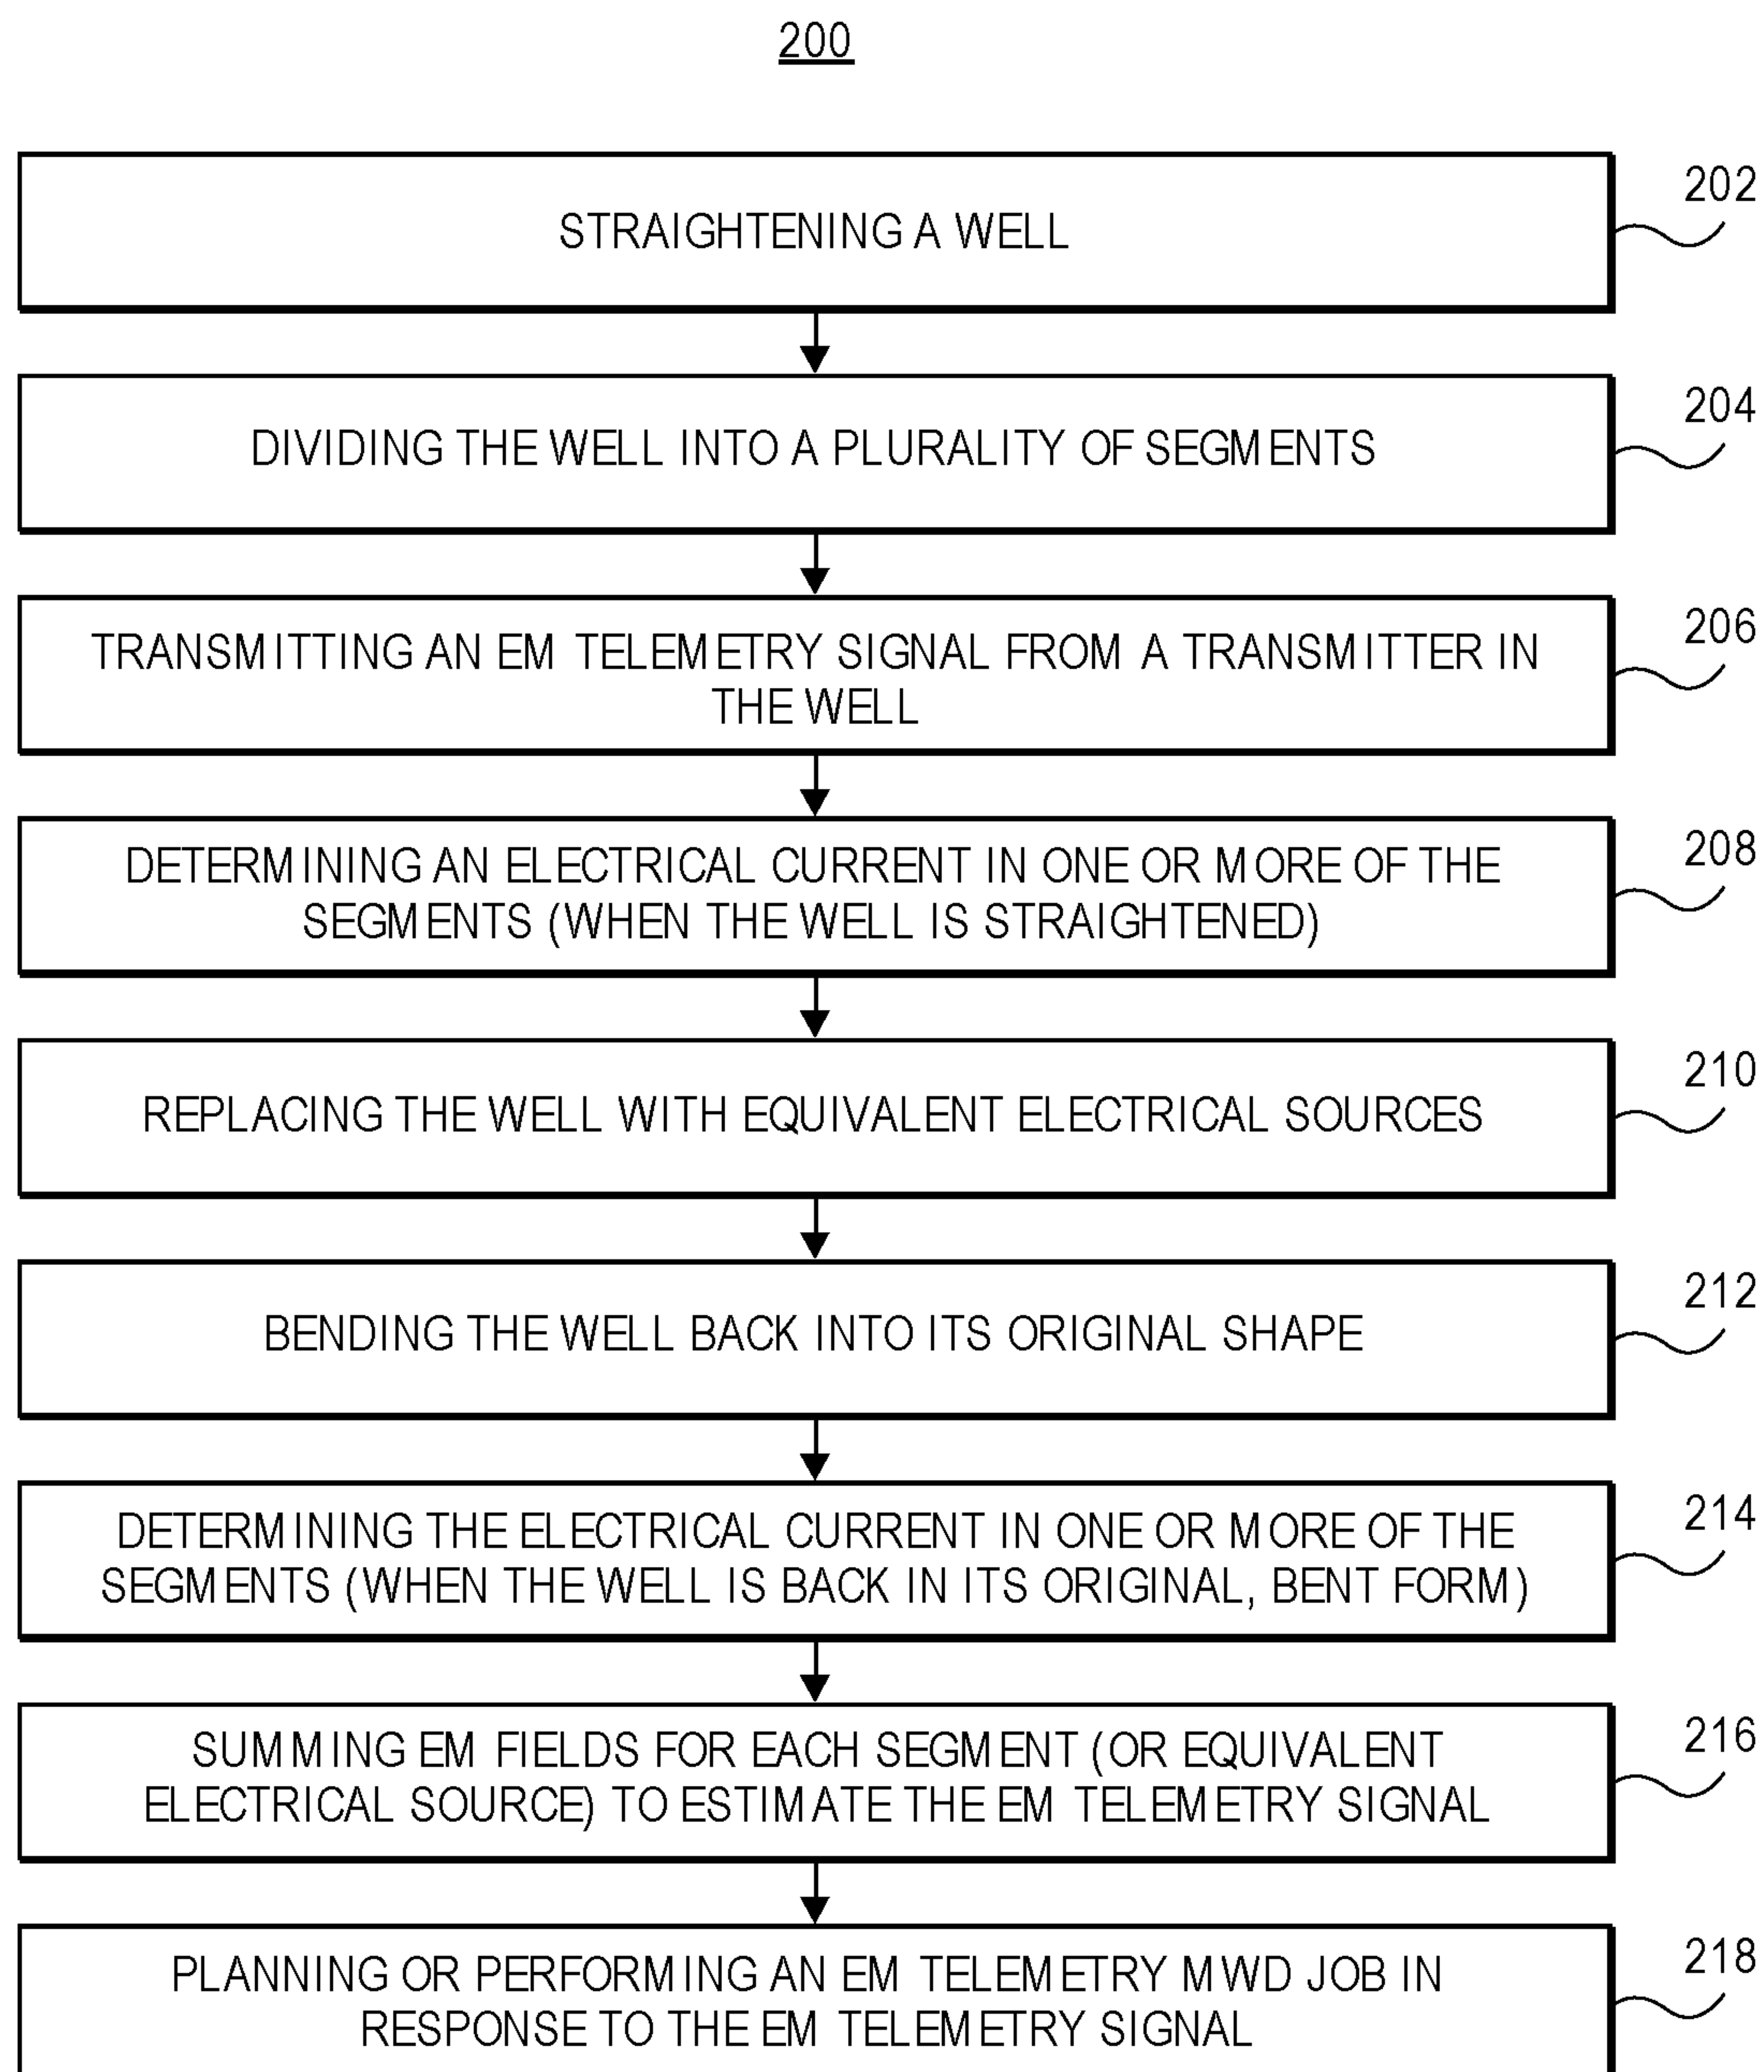 200
STRAIGHTENING A WELL
202
DIVIDING THE WELL INTO A PLURALITY OF SEGMENTS
204
TRANSMITTING AN EM TELEMETRY SIGNAL FROM A TRANSMITTER IN
THE WELL
206
DETERMINING AN ELECTRICAL CURRENT IN ONE OR MORE OF THE
SEGMENTS (WHEN THE WELL IS STRAIGHTENED)
208
REPLACING THE WELL WITH EQUIVALENT ELECTRICAL SOURCES
210
BENDING THE WELL BACK INTO ITS ORIGINAL SHAPE
212
DETERMINING THE ELECTRICAL CURRENT IN ONE OR MORE OF THE
SEGMENTS (WHEN THE WELL IS BACK IN ITS ORIGINAL, BENT FORM)
214
SUMMING EM FIELDS FOR EACH SEGMENT (OR EQUIVALENT
ELECTRICAL SOURCE) TO ESTIMATE THE EM TELEMETRY SIGNAL
216
PLANNING OR PERFORMING AN EM TELEMETRY MWD JOB IN
RESPONSE TO THE EM TELEMETRY SIGNAL
218